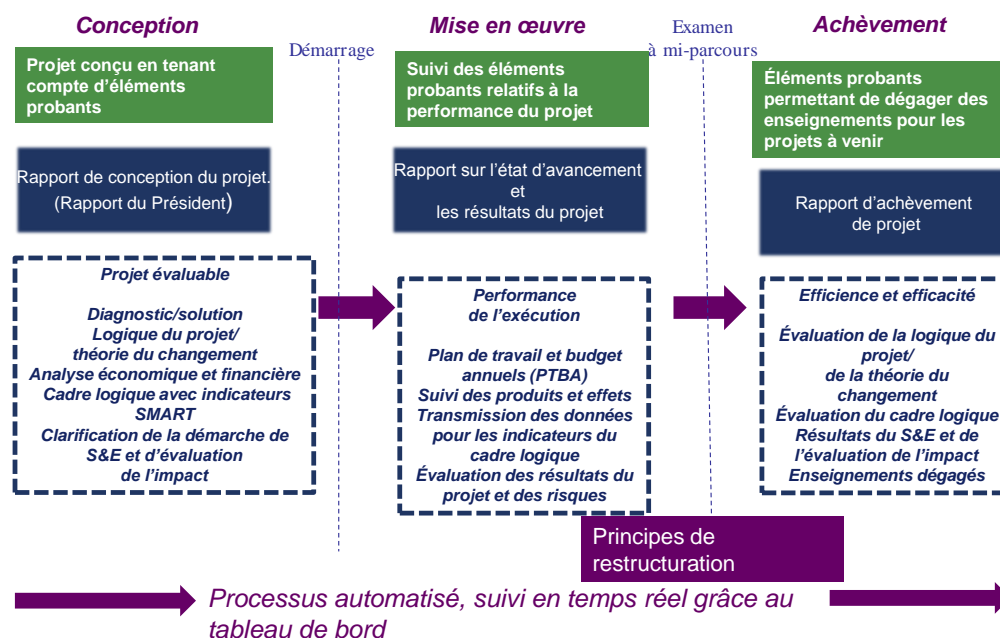 Conception
Démarrage
Mise en œuvre
Examen
à mi-parcours
Achèvement
Projet conçu en tenant
compte d’éléments
probants
Suivi des éléments
probants relatifs à la
performance du projet
Éléments probants
permettant de dégager des
enseignements pour les
projets à venir
Rapport de conception du projet.
(Rapport du Président)
Rapport sur l’état d’avancement
et
les résultats du projet
Rapport d’achèvement
de projet
Projet évaluable
Diagnostic/solution
Logique du projet/
théorie du changement
Analyse économique et financière
Cadre logique avec indicateurs
SMART
Clarification de la démarche de
S&E et d’évaluation
de l’impact
Performance
de l’exécution
Plan de travail et budget
annuels (PTBA)
Suivi des produits et effets
Transmission des données
pour les indicateurs du
cadre logique
Évaluation des résultats du
projet et des risques
Efficience et efficacité
Évaluation de la logique du
projet/
de la théorie du
changement
Évaluation du cadre logique
Résultats du S&E et de
l’évaluation de l’impact
Enseignements dégagés
Principes de
restructuration
Processus automatisé, suivi en temps réel grâce au
tableau de bord